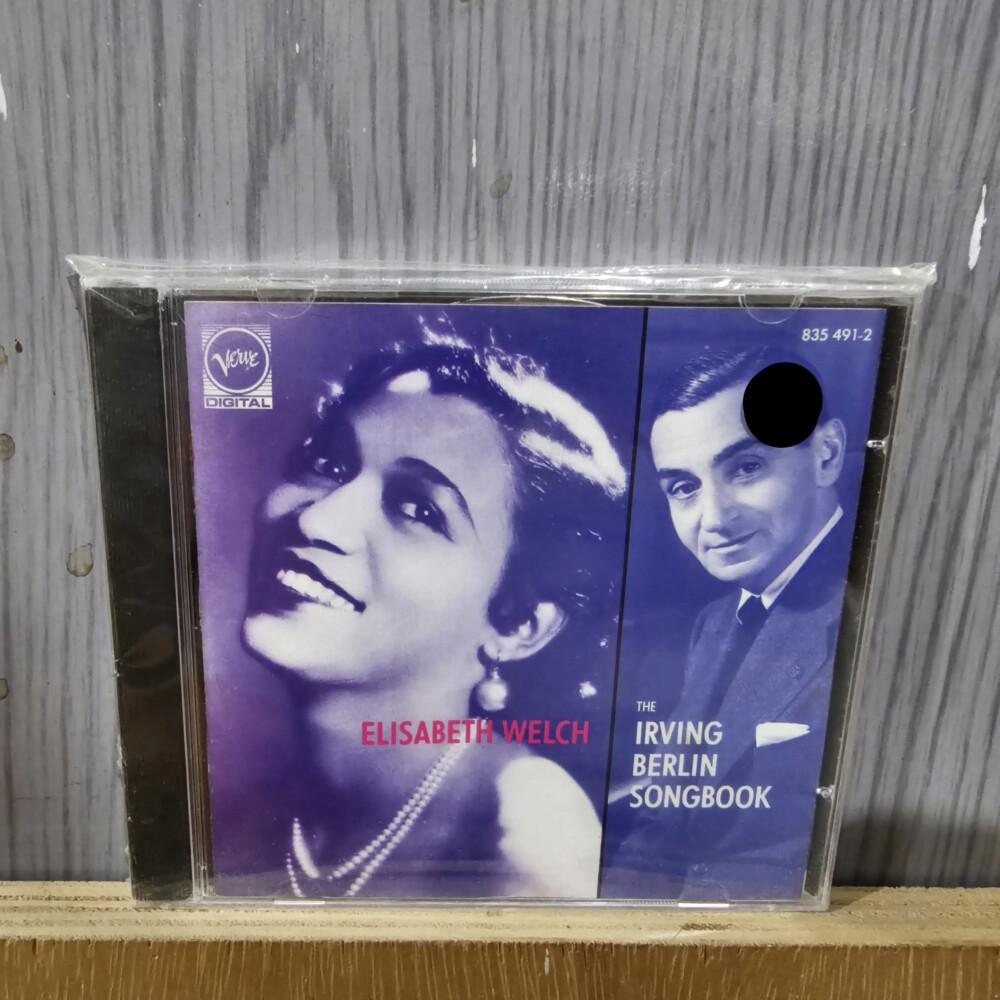 Verve
DIGITAL
835 491-2
ELISABETH WELCH
THE
IRVING
BERLIN
SONGBOOK